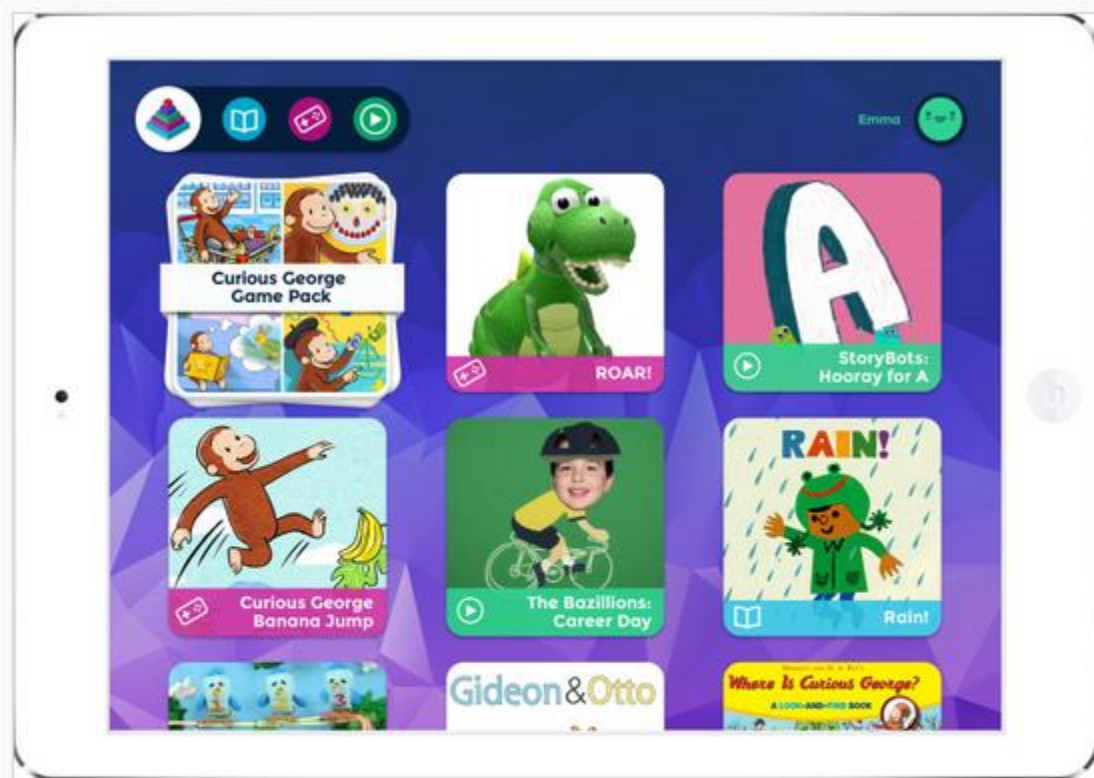 Emma
Curious George
Game Pack
ROAR!
A
StoryBots:
Hooray for A
Curious George
Banana Jump
The Bazillions:
Career Day
RAIN!
Rain!
Gideon & Otto
Where Is Curious George?
A LOOK-AND-FIND BOOK